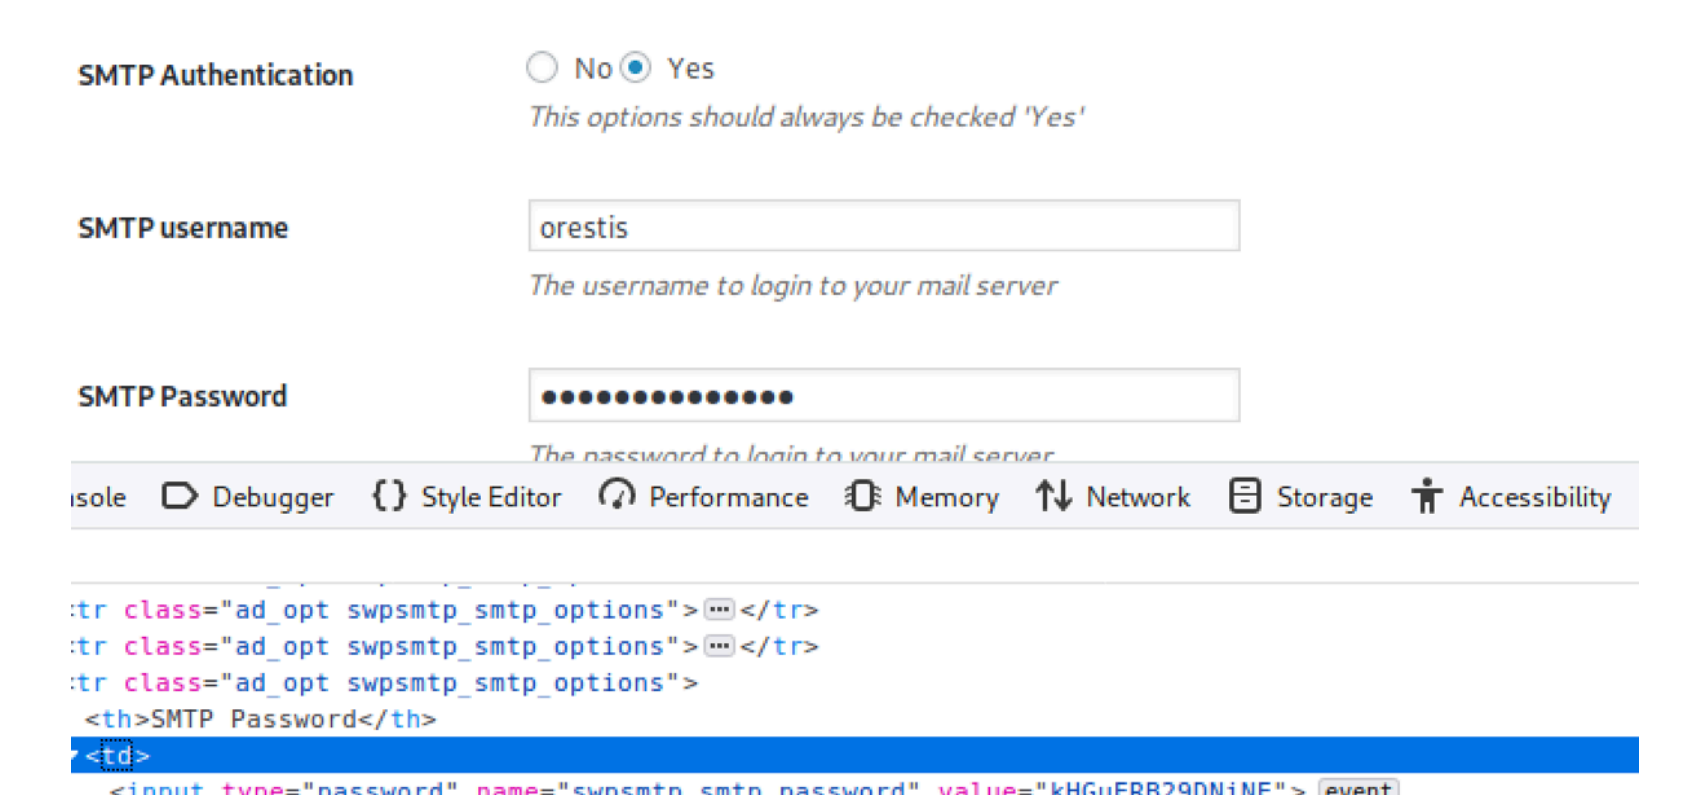 SMTP Authentication No Yes
This options should always be checked 'Yes'
SMTP username orestis
The username to login to your mail server
SMTP Password ••••••••••••••
The password to login to your mail server
Debugger {} Style Editor Performance Memory Network Storage Accessibility
tr class="ad_opt swpsmtp_smtp_options"></tr>
tr class="ad_opt swpsmtp_smtp_options"></tr>
tr class="ad_opt swpsmtp_smtp_options">
<th>SMTP Password</th>
<td>
<input type="password" name="swpsmtp_smtp_password" value= event